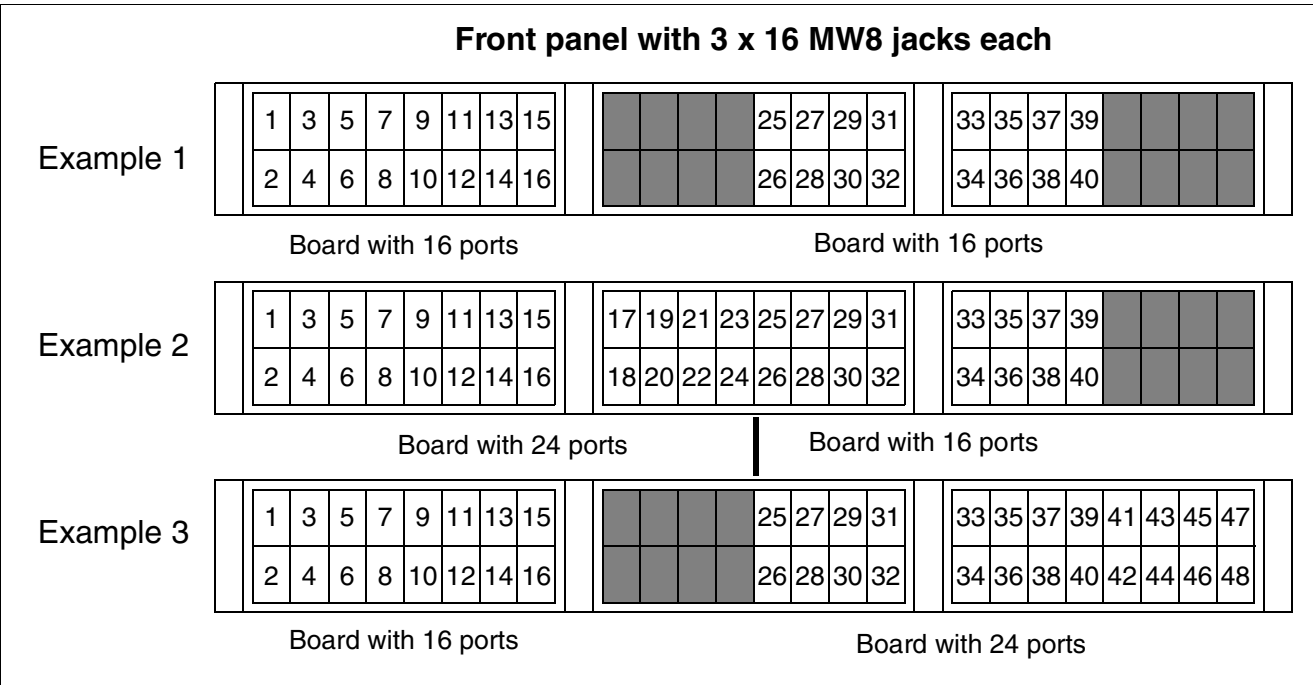 Front panel with 3 x 16 MW8 jacks each
Example 1
1 3 5 7 9 11 13 15 25 27 29 31 33 35 37 39
2 4 6 8 10 12 14 16 26 28 30 32 34 36 38 40
Board with 16 ports Board with 16 ports
Example 2
1 3 5 7 9 11 13 15 17 19 21 23 25 27 29 31 33 35 37 39
2 4 6 8 10 12 14 16 18 20 22 24 26 28 30 32 34 36 38 40
Board with 24 ports Board with 16 ports
Example 3
1 3 5 7 9 11 13 15 25 27 29 31 33 35 37 39 41 43 45 47
2 4 6 8 10 12 14 16 26 28 30 32 34 36 38 40 42 44 46 48
Board with 16 ports Board with 24 ports